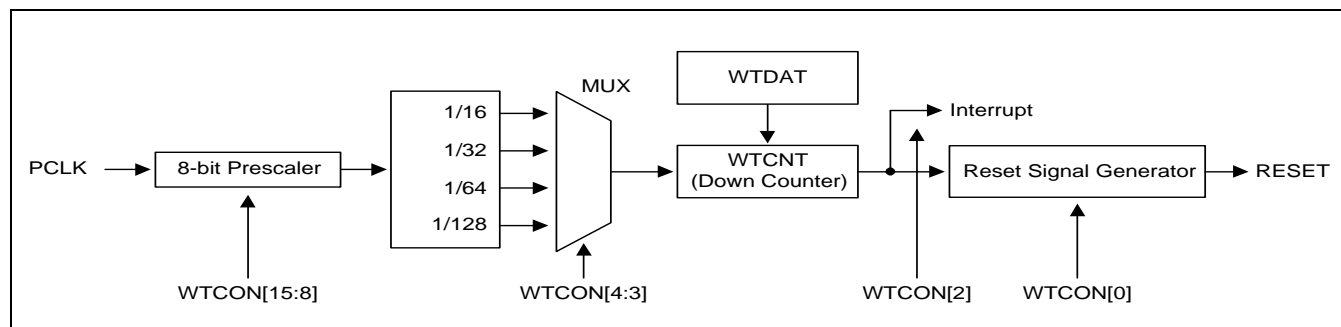 PCLK
8-bit Prescaler
WTCON[15:8]
1/16
1/32
1/64
1/128
MUX
WTCON[4:3]
WTDAT
WTCNT
(Down Counter)
Interrupt
WTCON[2]
Reset Signal Generator
WTCON[0]
RESET